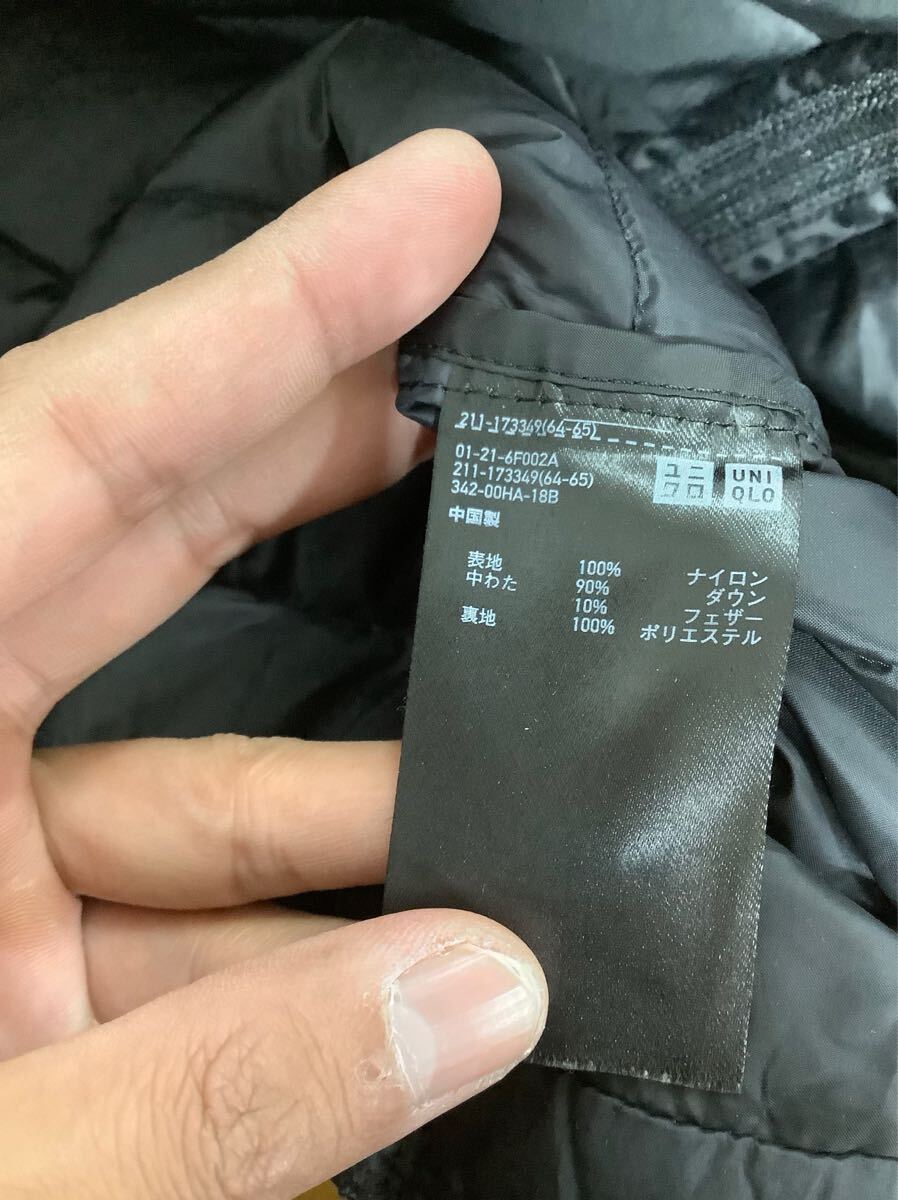 211-173349(64-65)
01-21-6F002A
211-173349(64-65)
342-00HA-18B
中国製
ユニ
クロ
UNI
QLO
表地 100% ナイロン
中わた 90% ダウン
10% フェザー
裏地 100% ポリエステル